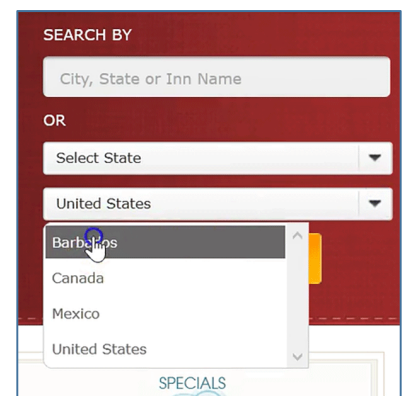 SEARCH BY
City, State or Inn Name
OR
Select State
United States
Barbados
Canada
Mexico
United States
SPECIALS